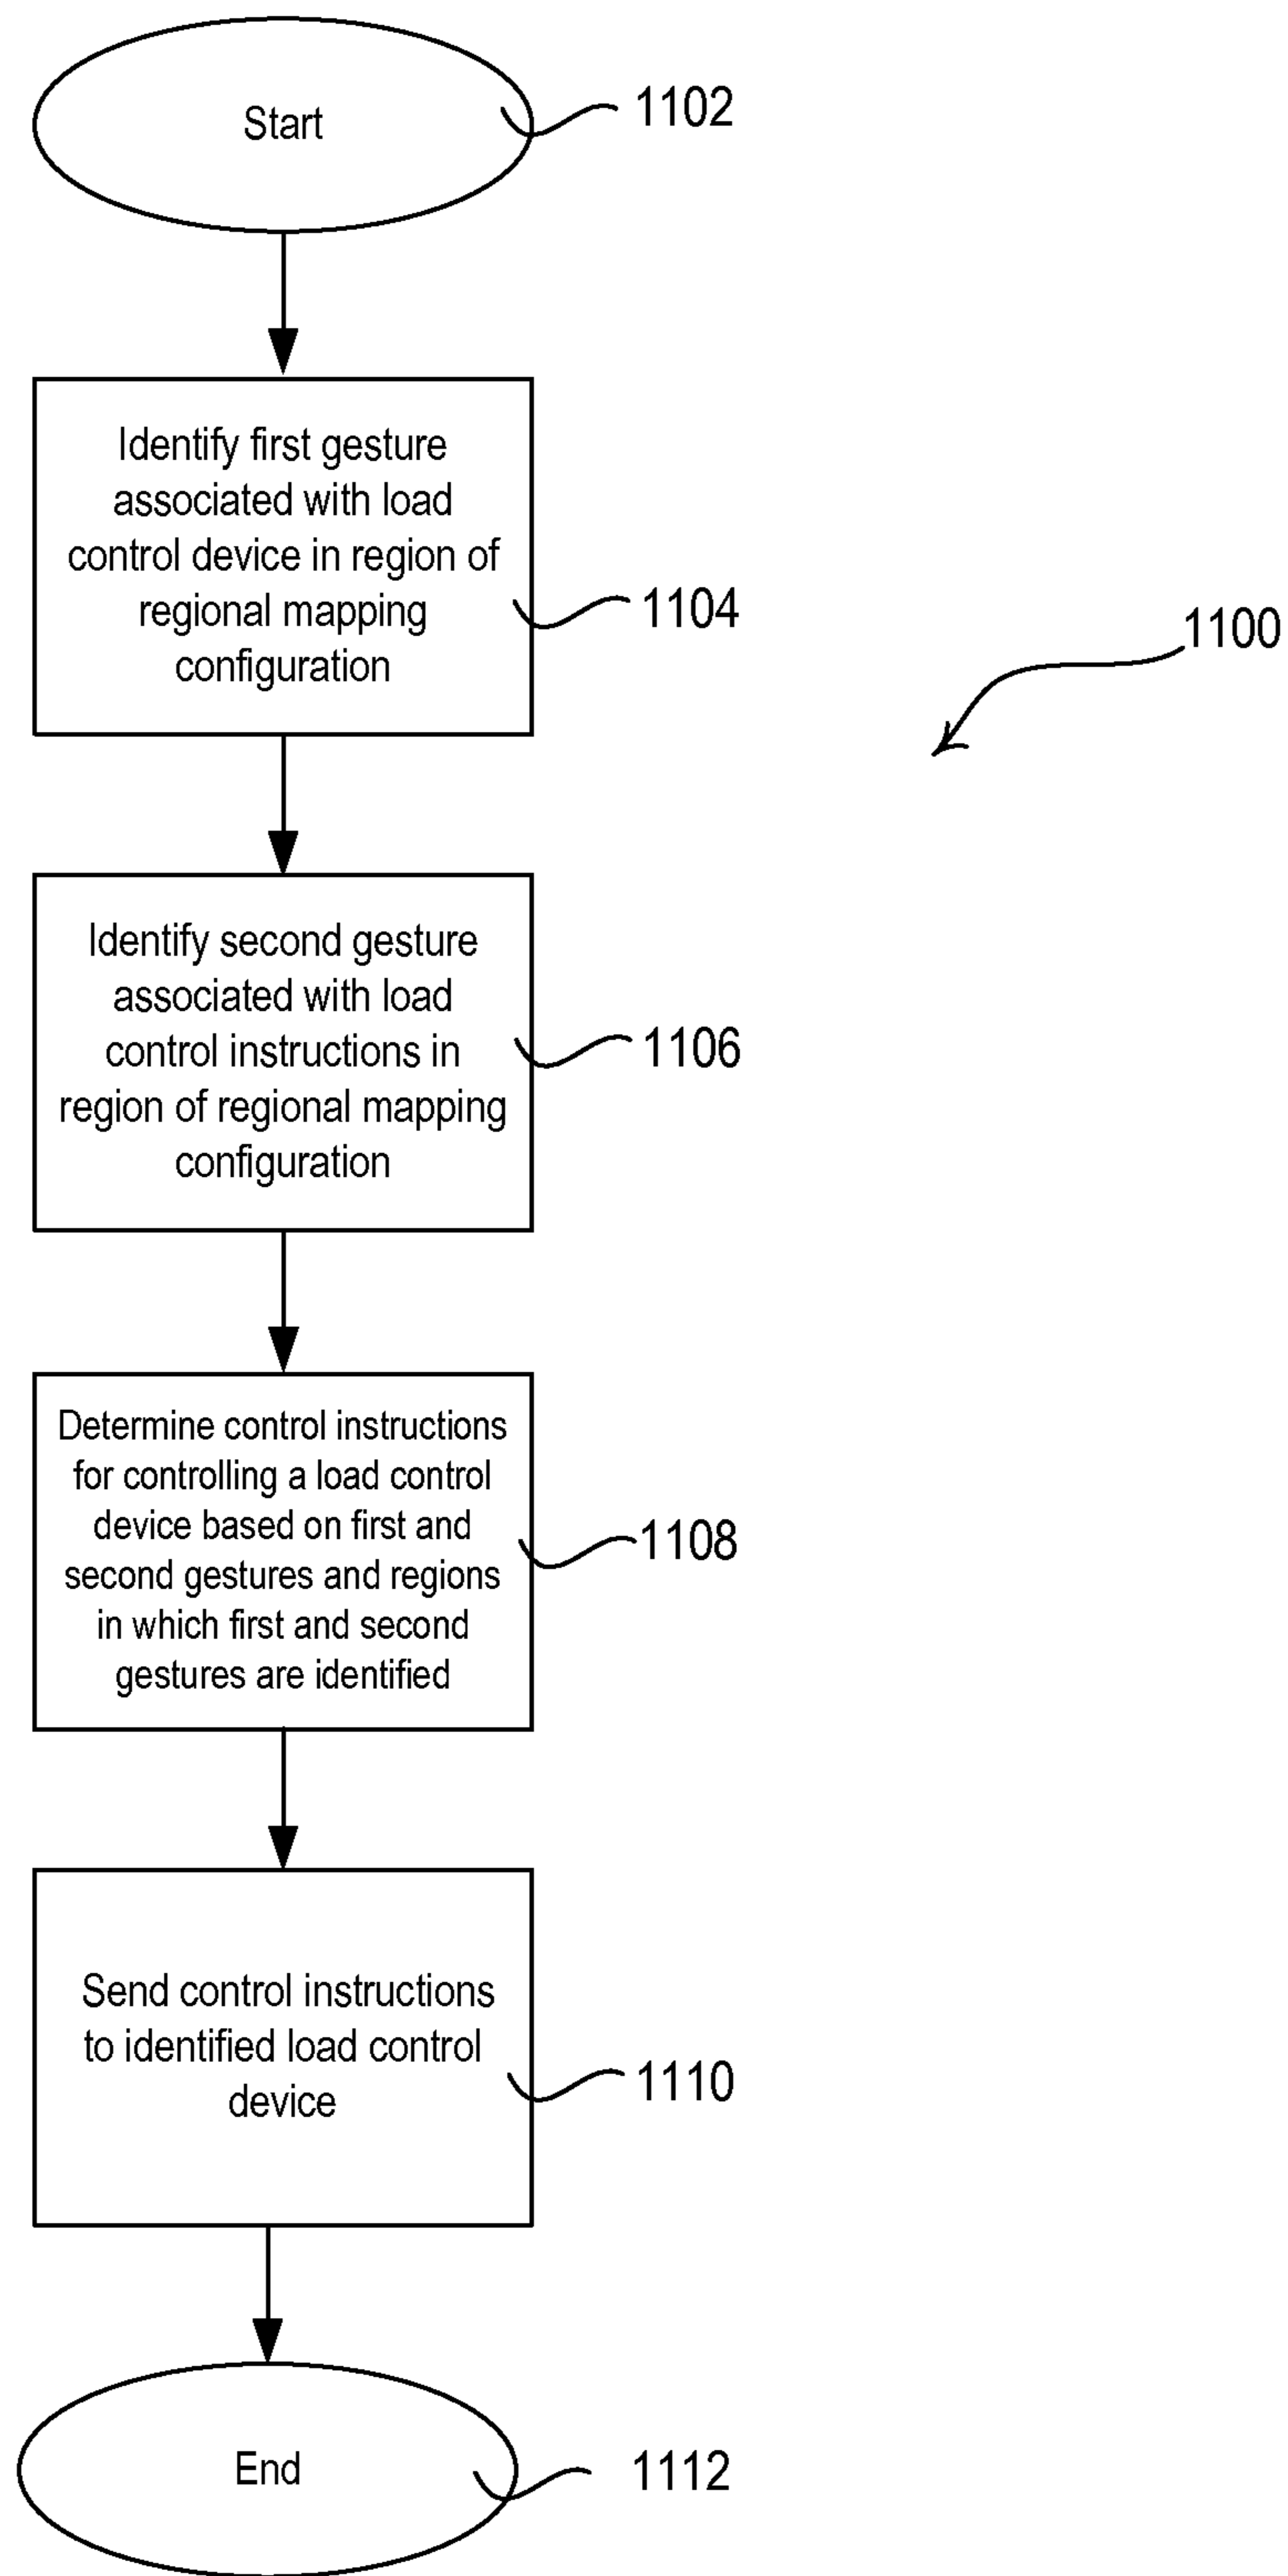 Start
1102
Identify first gesture
associated with load
control device in region of
regional mapping
configuration
1104
1100
Identify second gesture
associated with load
control instructions in
region of regional mapping
configuration
1106
Determine control instructions
for controlling a load control
device based on first and
second gestures and regions
in which first and second
gestures are identified
1108
Send control instructions
to identified load control
device
1110
End
1112